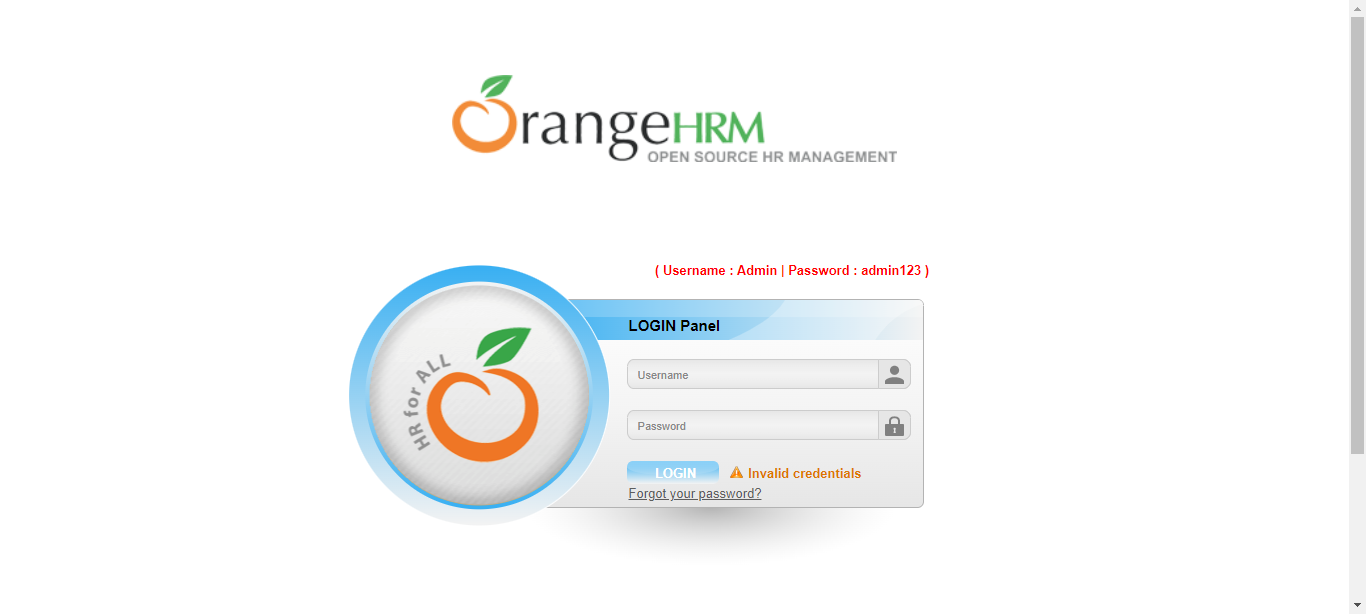 OrangeHRM
OPEN SOURCE HR MANAGEMENT
( Username : Admin | Password : admin123 )
HR for ALL
LOGIN Panel
Username
Password
LOGIN Invalid credentials
Forgot your password?